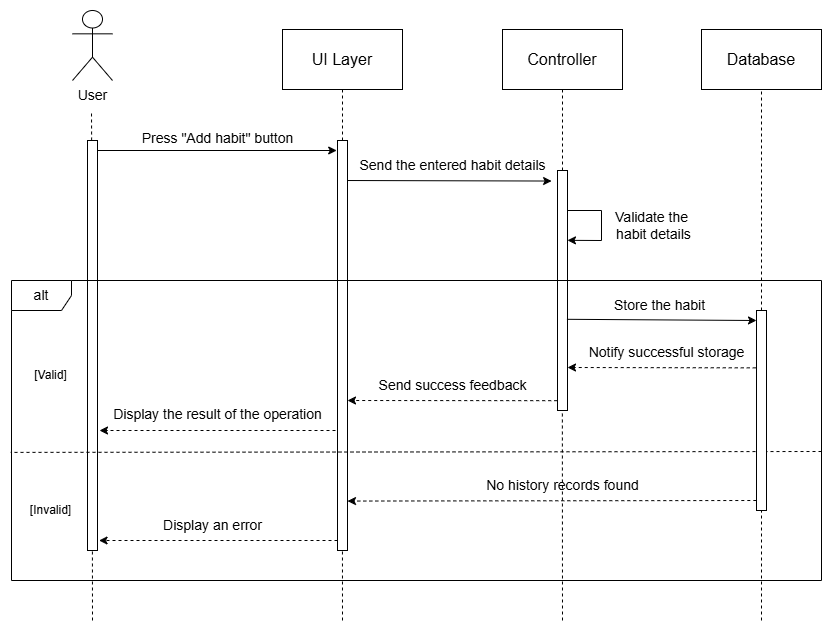 User
UI Layer
Controller
Database
Press "Add habit" button
Send the entered habit details
Validate the
habit details
alt
Store the habit
Notify successful storage
[Valid]
Send success feedback
Display the result of the operation
No history records found
[Invalid]
Display an error